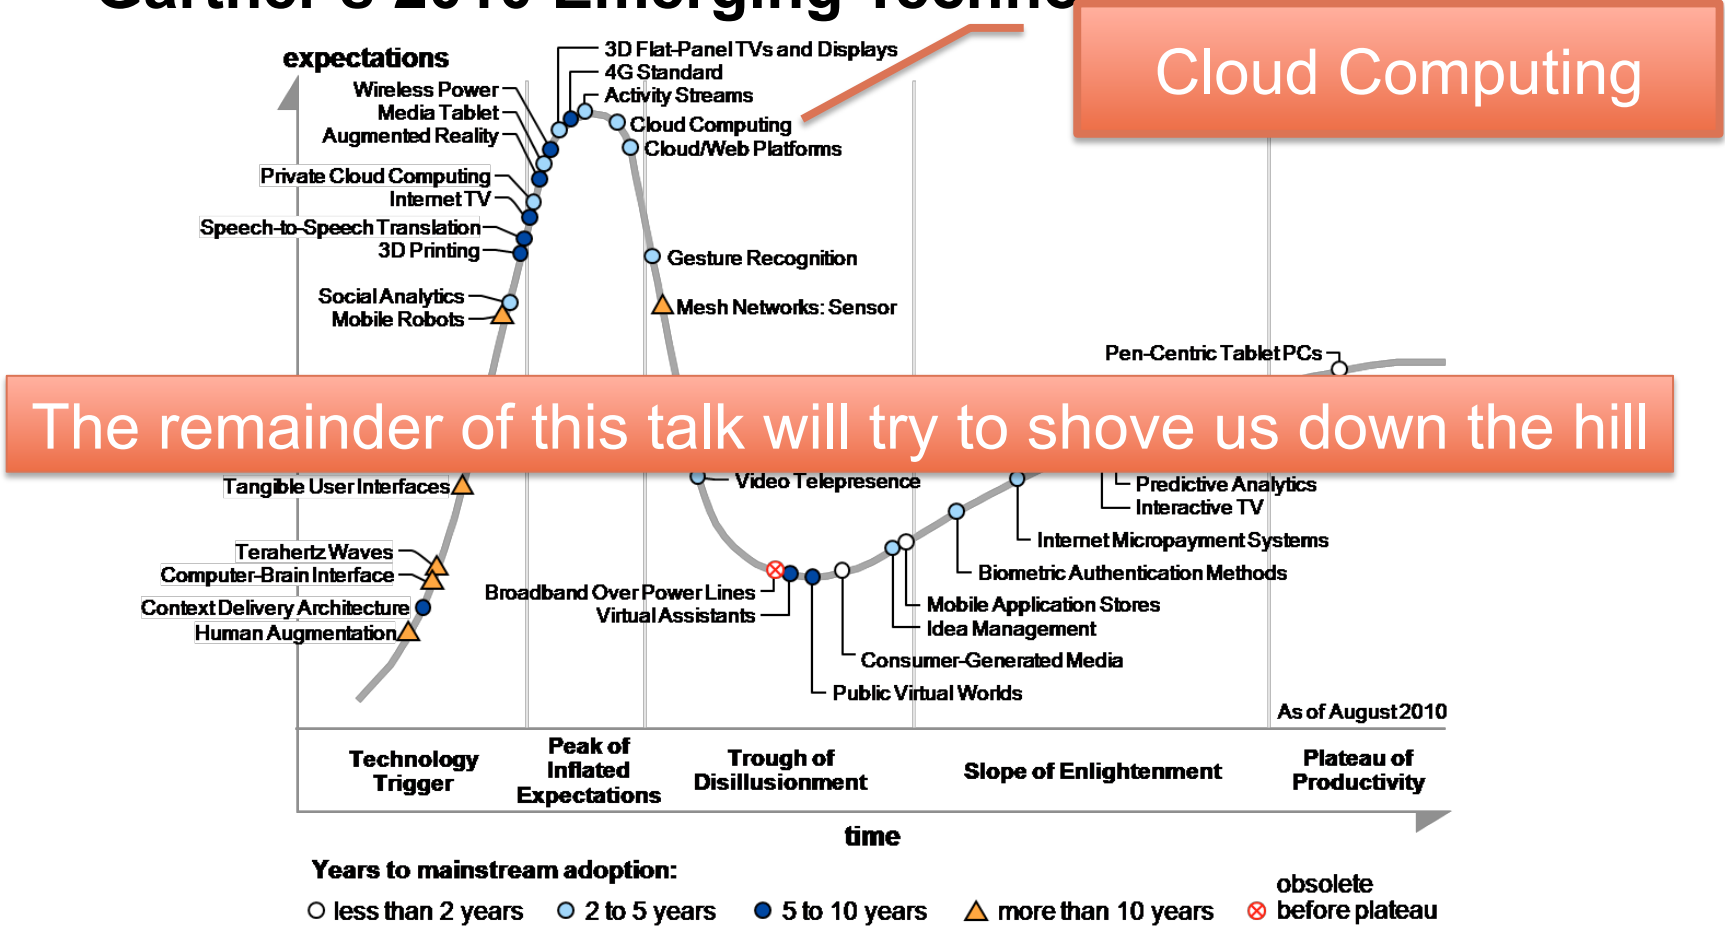 Gartner's 2010 Emerging
Cloud Computing
expectations
3D Flat-Panel TVs and Displays
4G Standard
Activity Streams
Wireless Power
Media Tablet
Augmented Reality
Cloud Computing
Cloud/Web Platforms
Private Cloud Computing
Internet TV
Speech-to-Speech Translation
3D Printing
Gesture Recognition
Social Analytics
Mobile Robots
Mesh Networks: Sensor
Pen-Centric Tablet PCs
The remainder of this talk will try to shove us down the hill
Tangible User Interfaces
Video Telepresence
Predictive Analytics
Interactive TV
Internet Micropayment Systems
Terahertz Waves
Computer-Brain Interface
Biometric Authentication Methods
Broadband Over Power Lines
Virtual Assistants
Context Delivery Architecture
Human Augmentation
Mobile Application Stores
Idea Management
Consumer-Generated Media
Public Virtual Worlds
As of August 2010
Technology
Trigger
Peak of
Inflated
Expectations
Trough of
Disillusionment
Slope of Enlightenment
Plateau of
Productivity
time
Years to mainstream adoption:
less than 2 years
2 to 5 years
5 to 10 years
more than 10 years
obsolete
before plateau